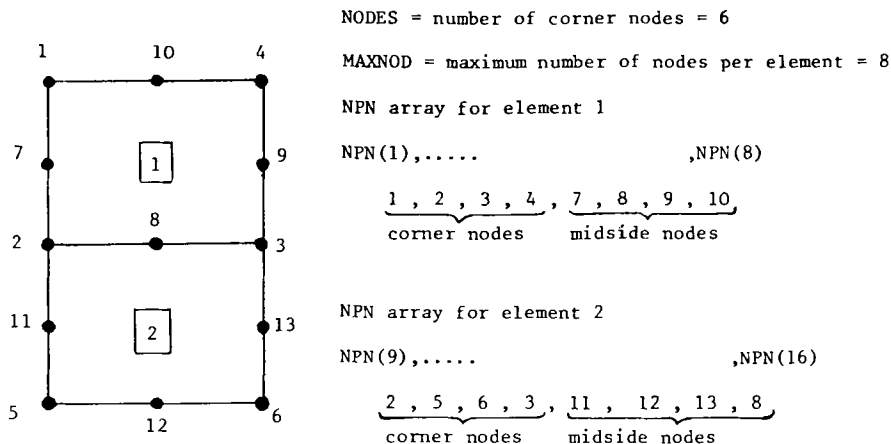 1 10 4
7 1 9
8
2 3
11 2 13
5 12 6
NODES = number of corner nodes = 6
MAXNOD = maximum number of nodes per element = 8
NPN array for element 1
NPN(1),..... ,NPN(8)
1 , 2 , 3 , 4 , 7 , 8 , 9 , 10
corner nodes midside nodes
NPN array for element 2
NPN(9),..... ,NPN(16)
2 , 5 , 6 , 3 , 11 , 12 , 13 , 8
corner nodes midside nodes